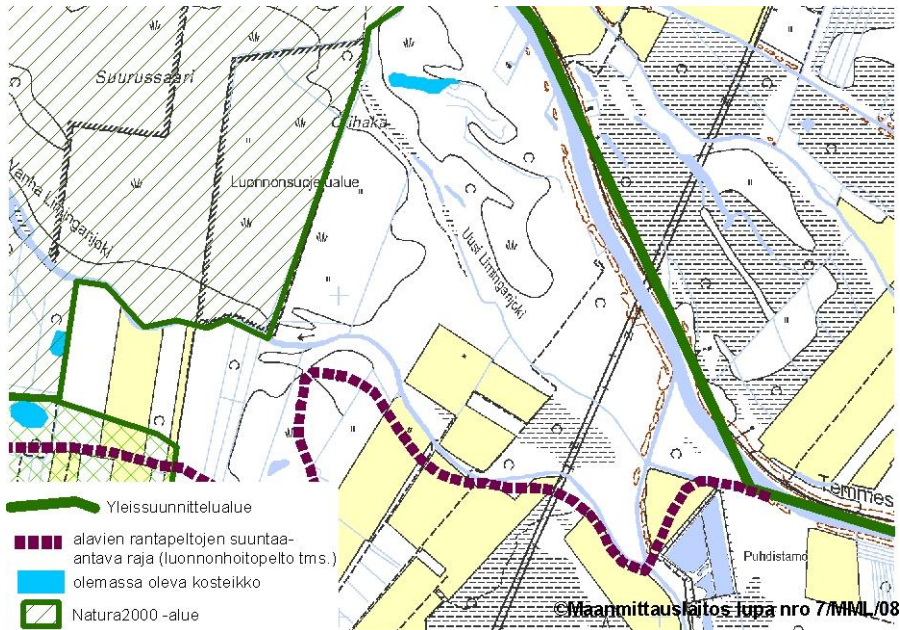 Suurussaari
Vanha Liminganjoki
Luonnonsuojelualue
Uusi Liminganjoki
Temmes
Puhdistamo
Yleissuunnittelualue
alavien rantapeltojen suuntaa-
antava raja (luonnonhoitopelto tms.)
olemassa oleva kosteikko
Natura2000 -alue
©Maanmittauslaitos lupa nro 7/MML/08